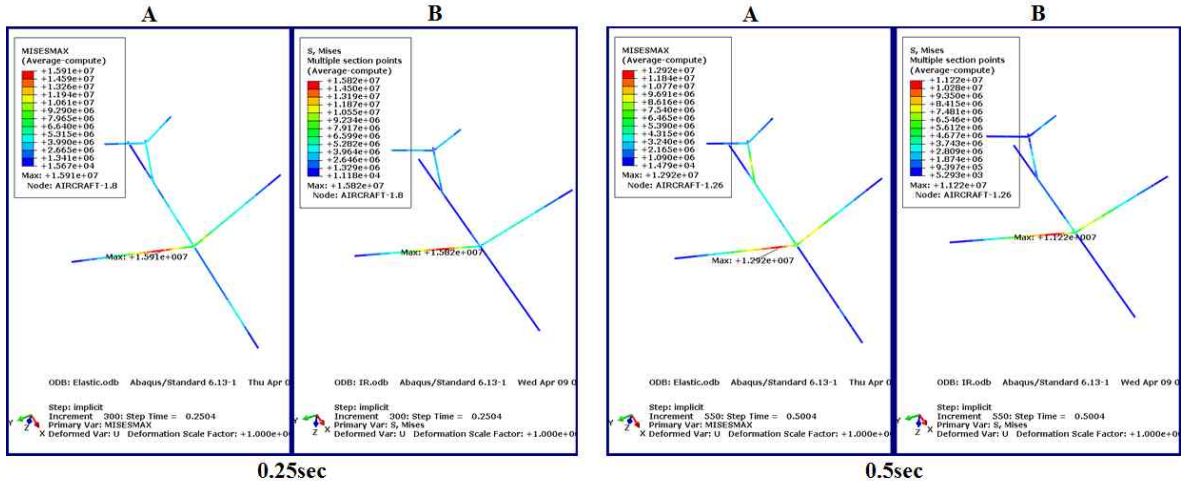 A
MISESMAX
(Average-compute)
+1.591e+07
+1.459e+07
+1.326e+07
+1.194e+07
+1.061e+07
+9.290e+06
+7.965e+06
+6.640e+06
+5.315e+06
+3.990e+06
+2.665e+06
+1.341e+06
+1.567e+04
Max: +1.591e+07
Node: AIRCRAFT-1.8
Max: +1.591e+007
ODB: Elastic.odb Abaqus/Standard 6.13-1 Thu Apr 0
Step: implicit
Increment 300: Step Time = 0.2504
Primary Var: MISESMAX
Deformed Var: U Deformation Scale Factor: +1.000e+0
Y
Z
X
B
S, Mises
Multiple section points
(Average-compute)
+1.582e+07
+1.450e+07
+1.319e+07
+1.187e+07
+1.055e+07
+9.234e+06
+7.917e+06
+6.599e+06
+5.282e+06
+3.964e+06
+2.646e+06
+1.329e+06
+1.118e+04
Max: +1.582e+07
Node: AIRCRAFT-1.8
Max: +1.582e+007
ODB: IR.odb Abaqus/Standard 6.13-1 Wed Apr 09 0
Step: implicit
Increment 300: Step Time = 0.2504
Primary Var: S, Mises
Deformed Var: U Deformation Scale Factor: +1.000e+
Y
Z
X
0.25sec
A
MISESMAX
(Average-compute)
+1.292e+07
+1.184e+07
+1.077e+07
+9.691e+06
+8.616e+06
+7.540e+06
+6.465e+06
+5.390e+06
+4.315e+06
+3.240e+06
+2.165e+06
+1.090e+06
+1.479e+04
Max: +1.292e+07
Node: AIRCRAFT-1.26
Max: +1.292e+007
ODB: Elastic.odb Abaqus/Standard 6.13-1 Thu Apr 0
Step: implicit
Increment 550: Step Time = 0.5004
Primary Var: MISESMAX
Deformed Var: U Deformation Scale Factor: +1.000e+0
Y
Z
X
B
S, Mises
Multiple section points
(Average-compute)
+1.122e+07
+1.028e+07
+9.350e+06
+8.415e+06
+7.481e+06
+6.546e+06
+5.612e+06
+4.677e+06
+3.743e+06
+2.809e+06
+1.874e+06
+9.397e+05
+5.293e+03
Max: +1.122e+07
Node: AIRCRAFT-1.26
Max: +1.122e+007
ODB: IR.odb Abaqus/Standard 6.13-1 Wed Apr 09 0
Step: implicit
Increment 550: Step Time = 0.5004
Primary Var: S, Mises
Deformed Var: U Deformation Scale Factor: +1.000e+
Y
Z
X
0.5sec